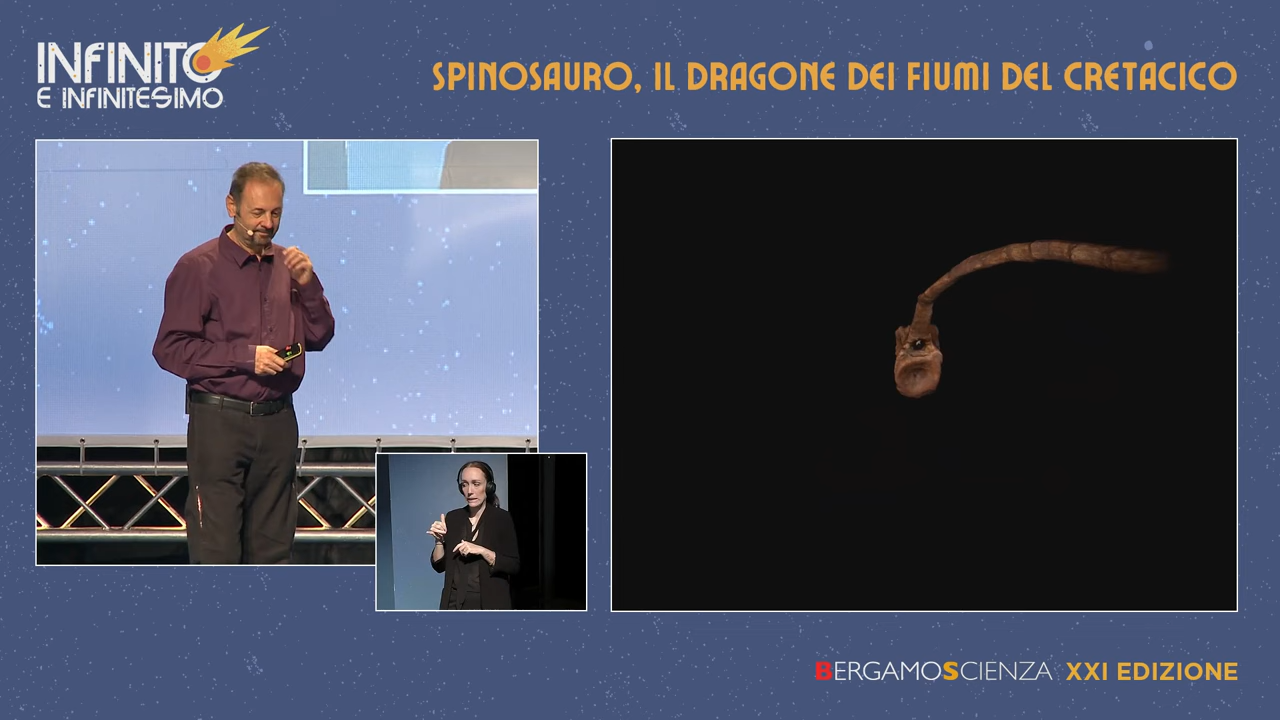 INFINITO
E INFINITESIMO
SPINOSAURO, IL DRAGONE DEI FIUMI DEL CRETACICO
BERGAMOSCIENZA XXI EDIZIONE